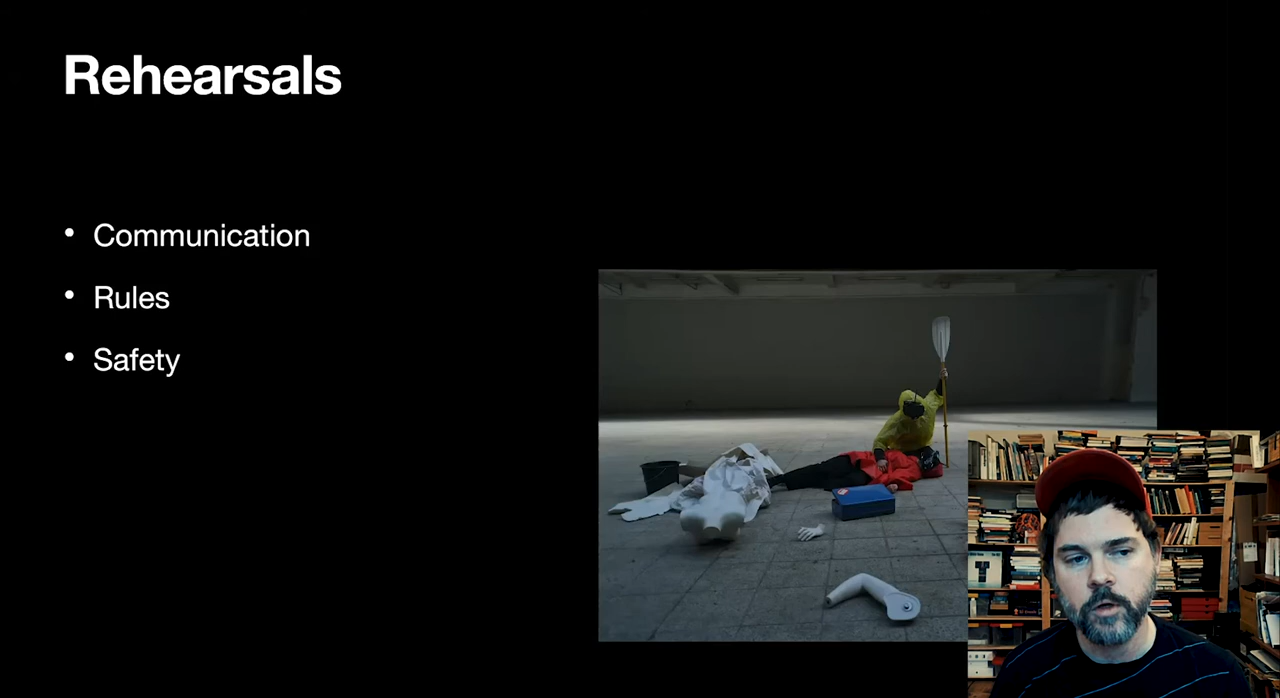 Rehearsals
• Communication
• Rules
• Safety